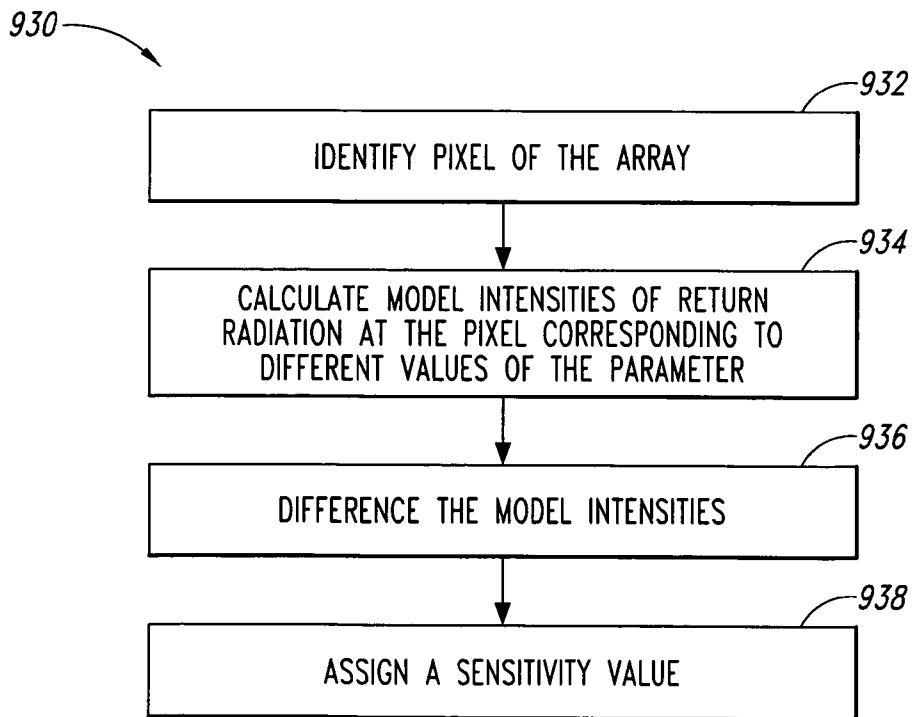 930
932
IDENTIFY PIXEL OF THE ARRAY
934
CALCULATE MODEL INTENSITIES OF RETURN
RADIATION AT THE PIXEL CORRESPONDING TO
DIFFERENT VALUES OF THE PARAMETER
936
DIFFERENCE THE MODEL INTENSITIES
938
ASSIGN A SENSITIVITY VALUE